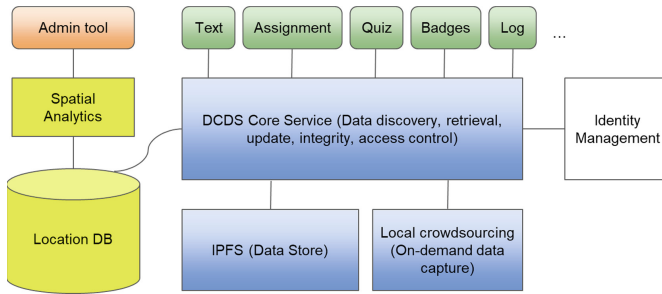 Admin tool
Text
Assignment
Quiz
Badges
Log
...
Spatial
Analytics
DCDS Core Service (Data discovery, retrieval,
update, integrity, access control)
Identity
Management
Location DB
IPFS (Data Store)
Local crowdsourcing
(On-demand data
capture)